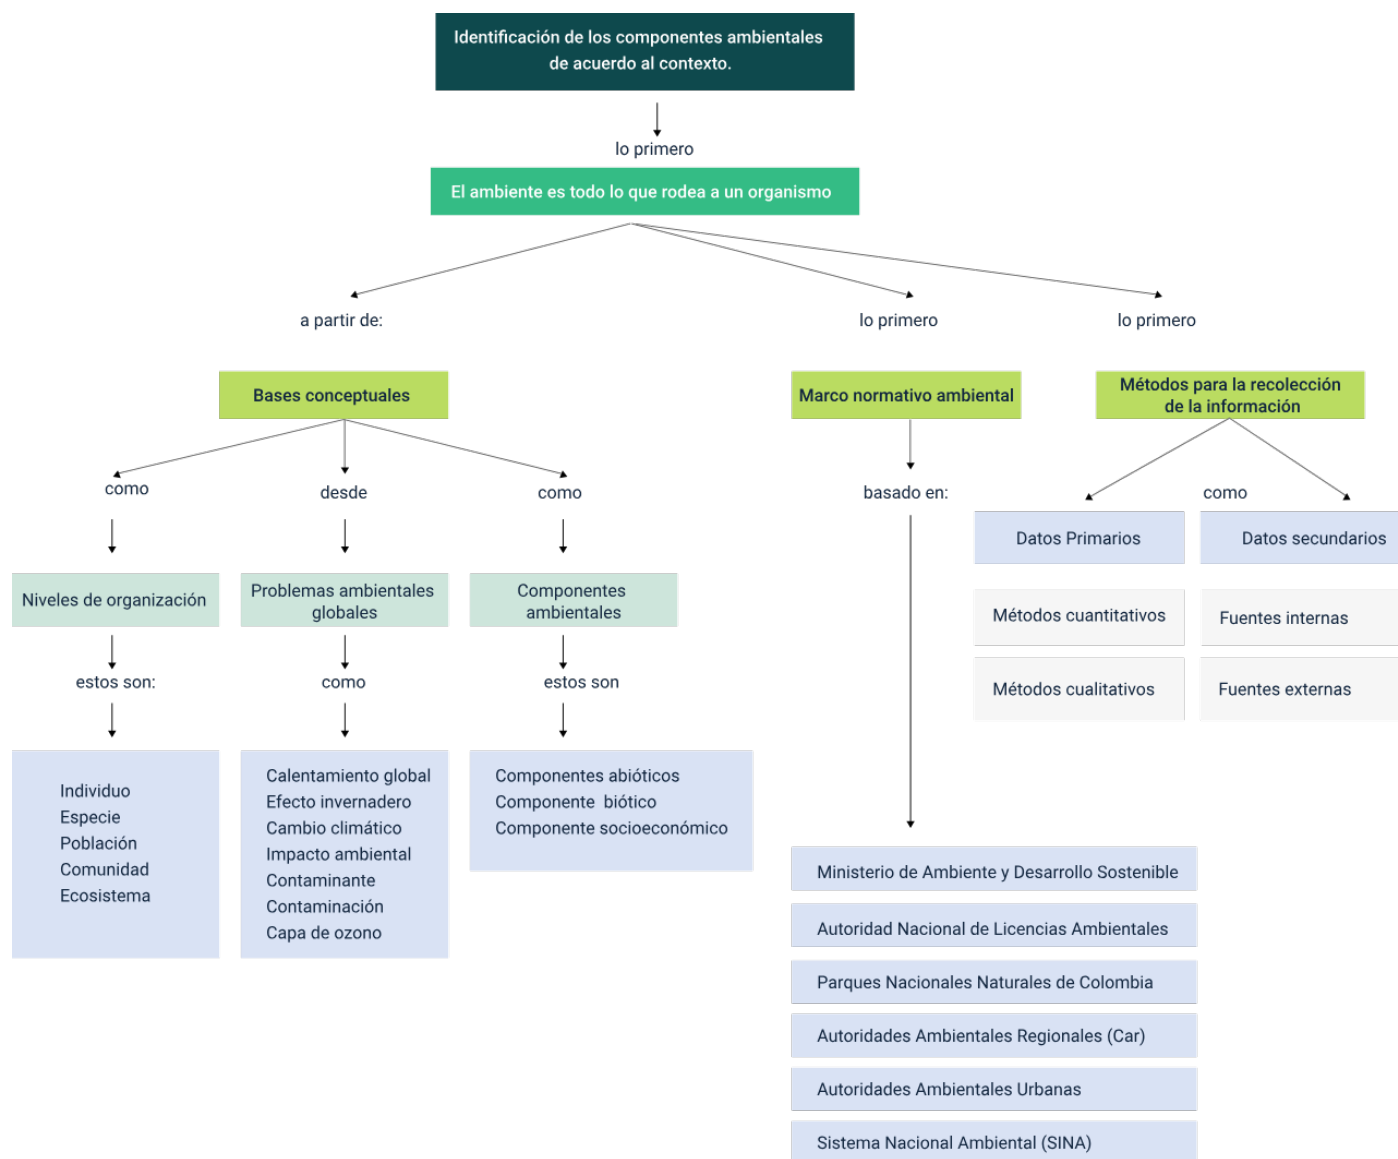 Identificación de los componentes ambientales
de acuerdo al contexto.
lo primero
El ambiente es todo lo que rodea a un organismo
a partir de:
lo primero
lo primero
Bases conceptuales
Marco normativo ambiental
Métodos para la recolección
de la información
como
desde
como
basado en:
como
Niveles de organización
Problemas ambientales
globales
Componentes
ambientales
Datos Primarios
Datos secundarios
Métodos cuantitativos
Fuentes internas
Métodos cualitativos
Fuentes externas
estos son:
como
estos son
Individuo
Especie
Población
Comunidad
Ecosistema
Calentamiento global
Efecto invernadero
Cambio climático
Impacto ambiental
Contaminante
Contaminación
Capa de ozono
Componentes abióticos
Componente biótico
Componente socioeconómico
Ministerio de Ambiente y Desarrollo Sostenible
Autoridad Nacional de Licencias Ambientales
Parques Nacionales Naturales de Colombia
Autoridades Ambientales Regionales (Car)
Autoridades Ambientales Urbanas
Sistema Nacional Ambiental (SINA)